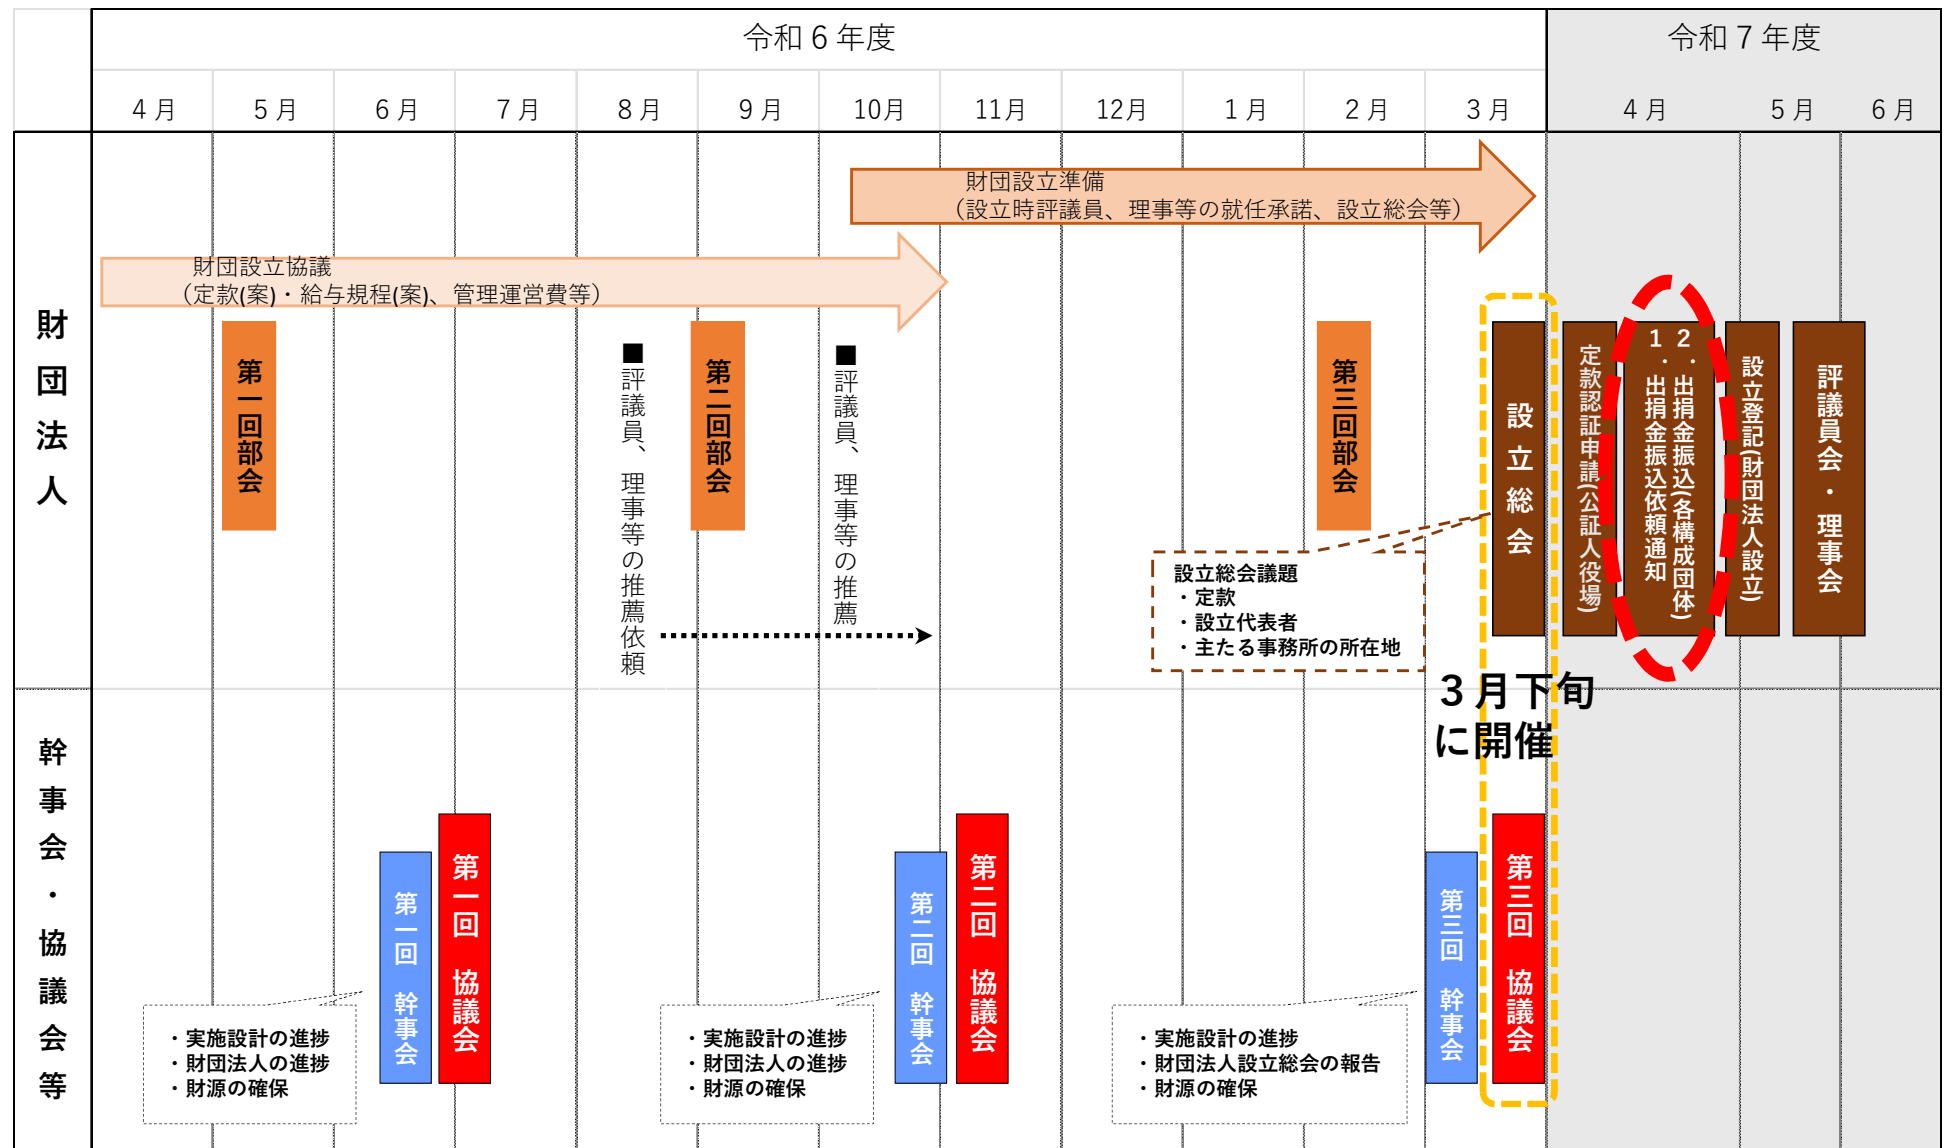 令和６年度
令和７年度
４月
５月
６月
７月
８月
９月
10月
11月
12月
１月
２月
３月
４月
５月
６月
財団法人
財団設立準備
（設立時評議員、理事等の就任承諾、設立総会等）
財団設立協議
（定款(案)・給与規程(案)、管理運営費等）
第一回部会
■評議員、理事等の推薦依頼
第二回部会
■評議員、理事等の推薦
第三回部会
設立総会
定款認証申請(公証人役場)
１．出捐金振込依頼通知
２．出捐金振込(各構成団体)
設立登記(財団法人設立)
評議員会・理事会
設立総会議題
・定款
・設立代表者
・主たる事務所の所在地
３月下旬
に開催
幹事会・協議会等
第一回　幹事会
第一回　協議会
・実施設計の進捗
・財団法人の進捗
・財源の確保
第二回　幹事会
第二回　協議会
・実施設計の進捗
・財団法人の進捗
・財源の確保
第三回　幹事会
第三回　協議会
・実施設計の進捗
・財団法人設立総会の報告
・財源の確保